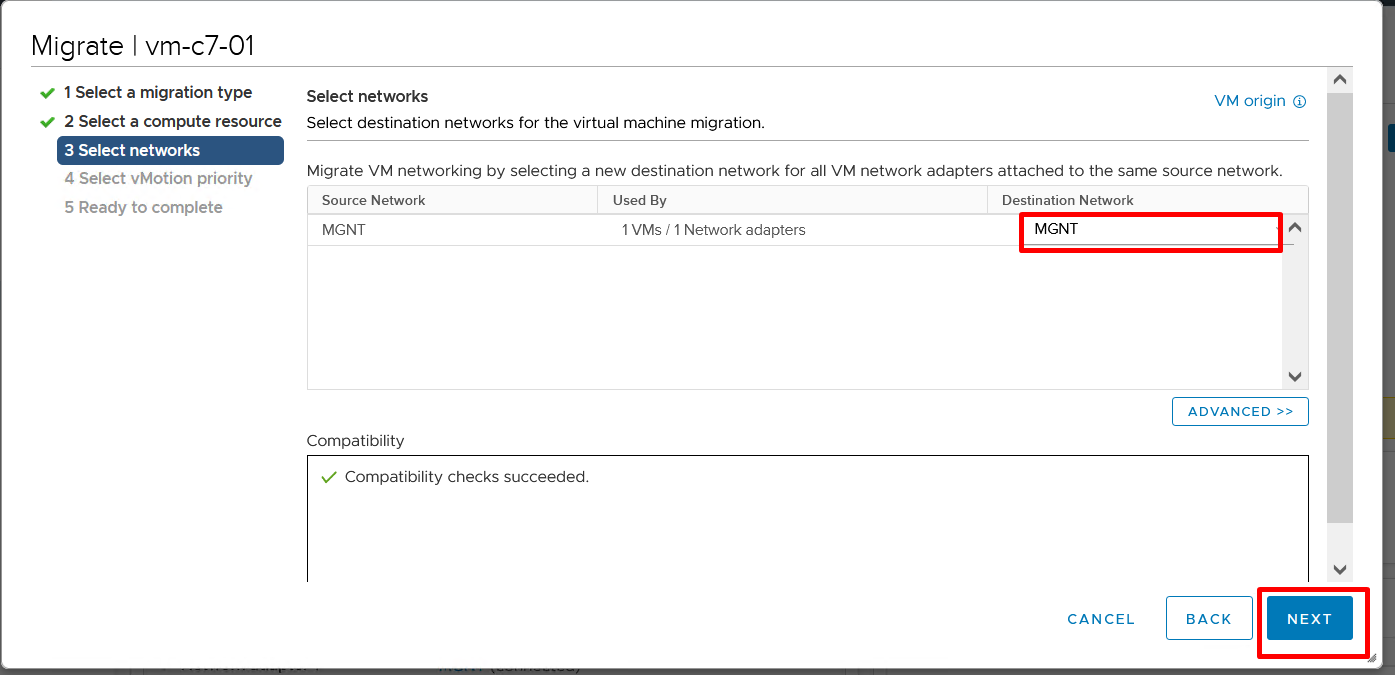 Migrate | vm-c7-01
1 Select a migration type
2 Select a compute resource
3 Select networks
4 Select vMotion priority
5 Ready to complete
Select networks
VM origin
Select destination networks for the virtual machine migration.
Migrate VM networking by selecting a new destination network for all VM network adapters attached to the same source network.
Source Network Used By Destination Network
MGNT 1 VMs / 1 Network adapters MGNT
ADVANCED >>
Compatibility
Compatibility checks succeeded.
CANCEL BACK NEXT